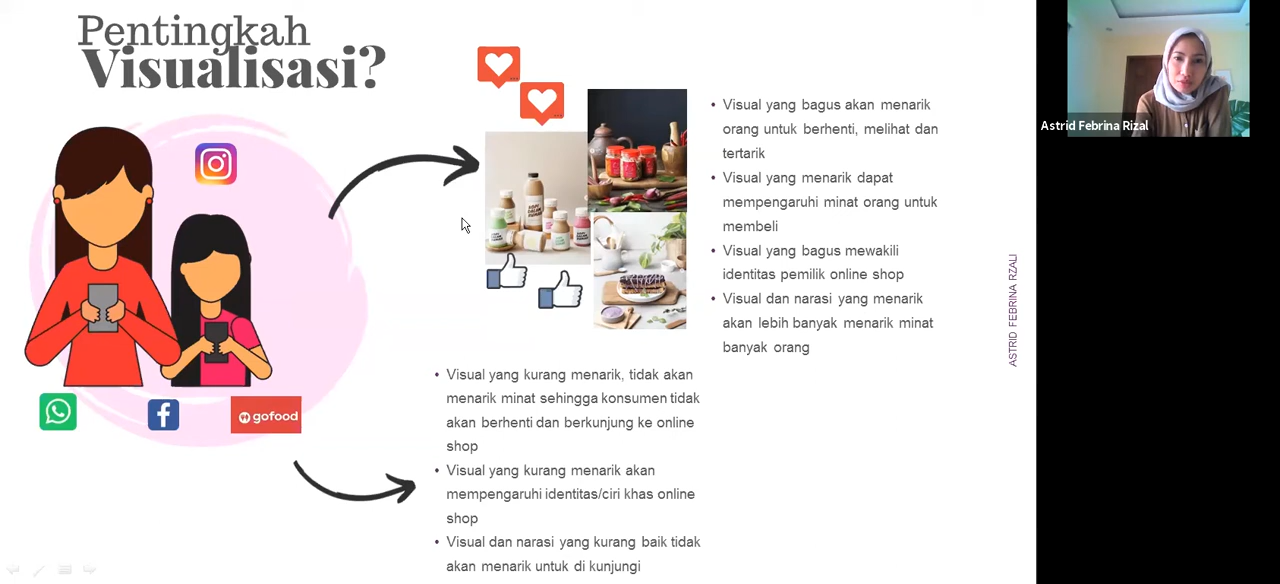 Pentingkah
Visualisasi?
• Visual yang bagus akan menarik
orang untuk berhenti, melihat dan
tertarik
• Visual yang menarik dapat
mempengaruhi minat orang untuk
membeli
• Visual yang bagus mewakili
identitas pemilik online shop
• Visual dan narasi yang menarik
akan lebih banyak menarik minat
banyak orang
gofood
• Visual yang kurang menarik, tidak akan
menarik minat sehingga konsumen tidak
akan berhenti dan berkunjung ke online
shop
• Visual yang kurang menarik akan
mempengaruhi identitas/ciri khas online
shop
• Visual dan narasi yang kurang baik tidak
akan menarik untuk di kunjungi
ASTRID FEBRINA RZALI
Astrid Febrina Rizal